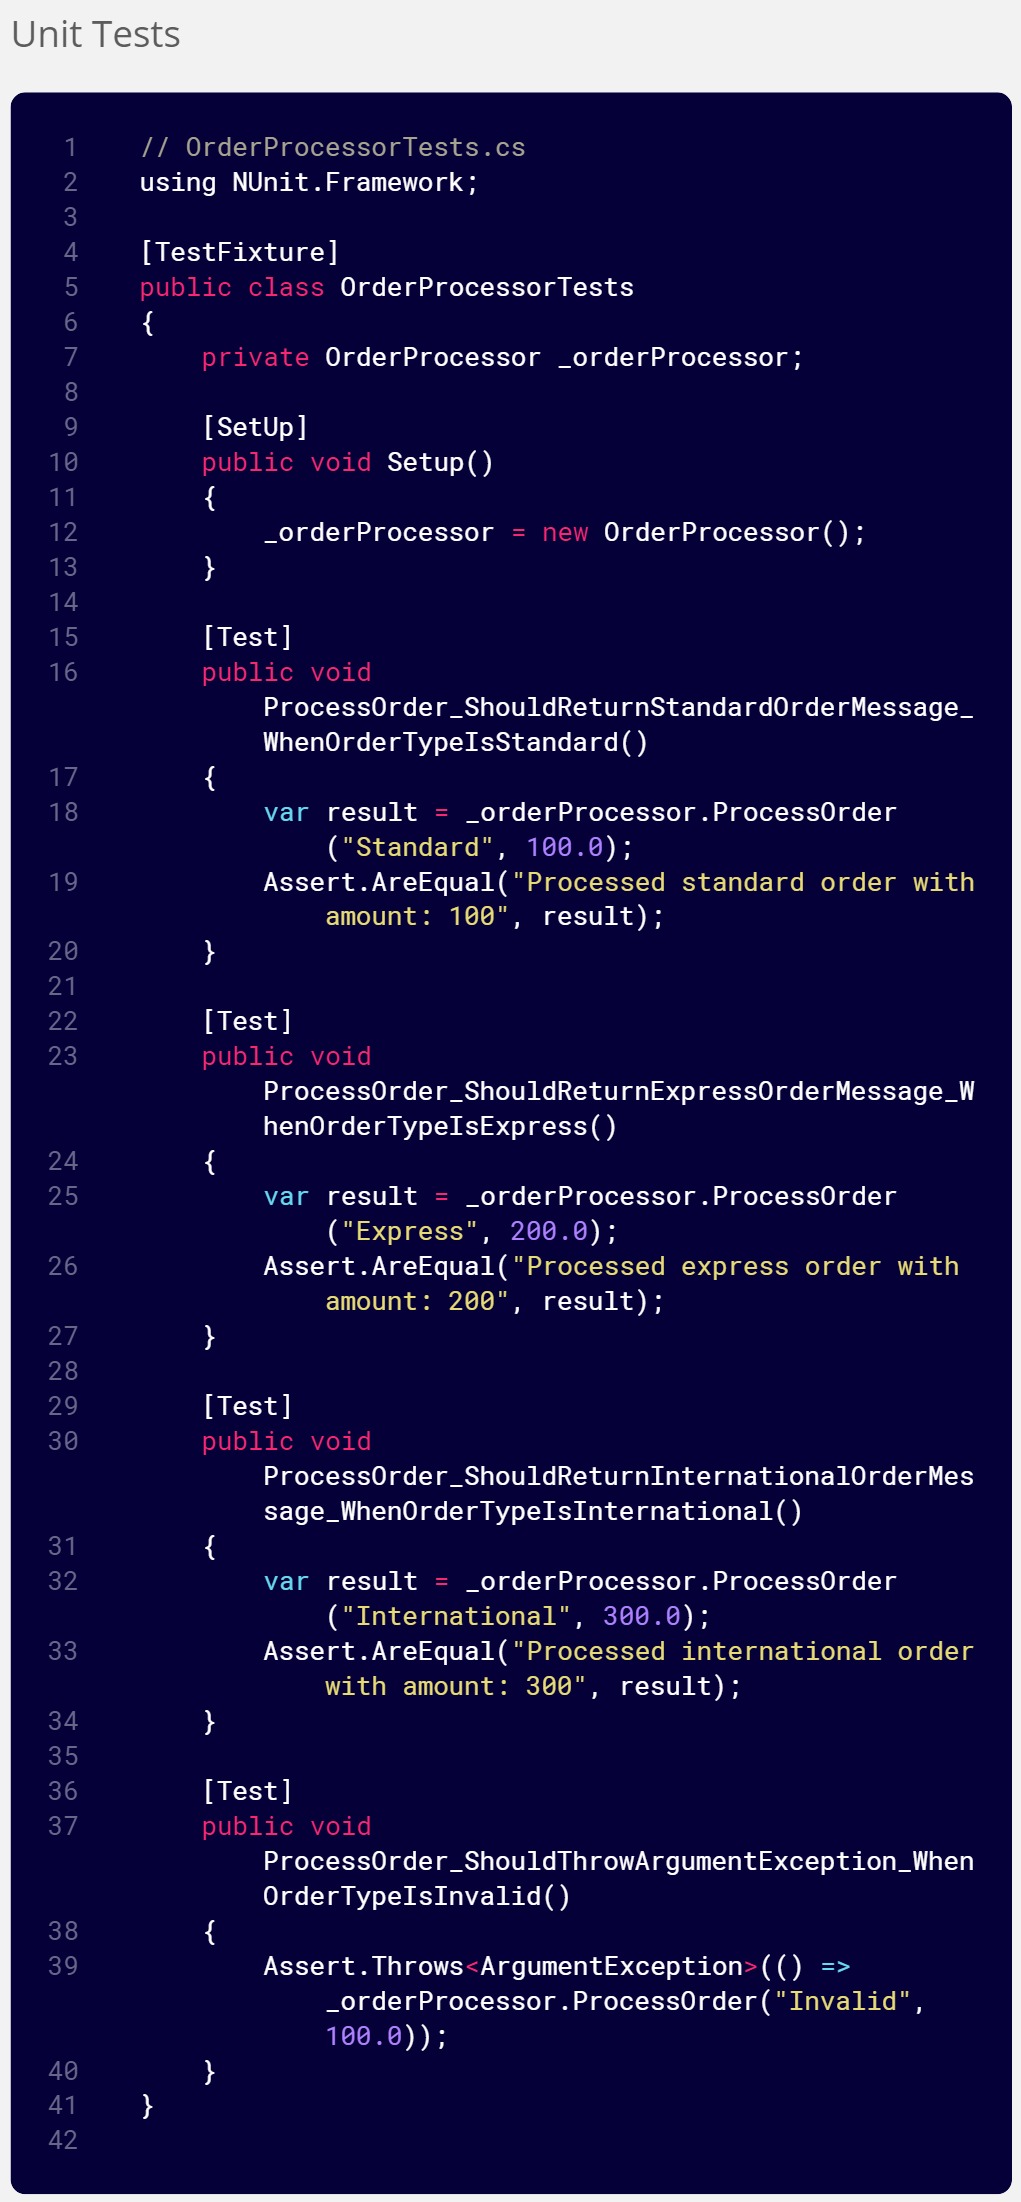 Unit Tests
1 // OrderProcessorTests.cs
2 using NUnit.Framework;
3
4 [TestFixture]
5 public class OrderProcessorTests
6 {
7     private OrderProcessor _orderProcessor;
8
9     [SetUp]
10     public void Setup()
11     {
12         _orderProcessor = new OrderProcessor();
13     }
14
15     [Test]
16     public void
ProcessOrder_ShouldReturnStandardOrderMessage_
WhenOrderTypeIsStandard()
17     {
18         var result = _orderProcessor.ProcessOrder
("Standard", 100.0);
19         Assert.AreEqual("Processed standard order with
amount: 100", result);
20     }
21
22     [Test]
23     public void
ProcessOrder_ShouldReturnExpressOrderMessage_W
henOrderTypeIsExpress()
24     {
25         var result = _orderProcessor.ProcessOrder
("Express", 200.0);
26         Assert.AreEqual("Processed express order with
amount: 200", result);
27     }
28
29     [Test]
30     public void
ProcessOrder_ShouldReturnInternationalOrderMes
sage_WhenOrderTypeIsInternational()
31     {
32         var result = _orderProcessor.ProcessOrder
("International", 300.0);
33         Assert.AreEqual("Processed international order
with amount: 300", result);
34     }
35
36     [Test]
37     public void
ProcessOrder_ShouldThrowArgumentException_When
OrderTypeIsInvalid()
38     {
39         Assert.Throws<ArgumentException>(() =>
_orderProcessor.ProcessOrder("Invalid",
100.0));
40     }
41 }
42